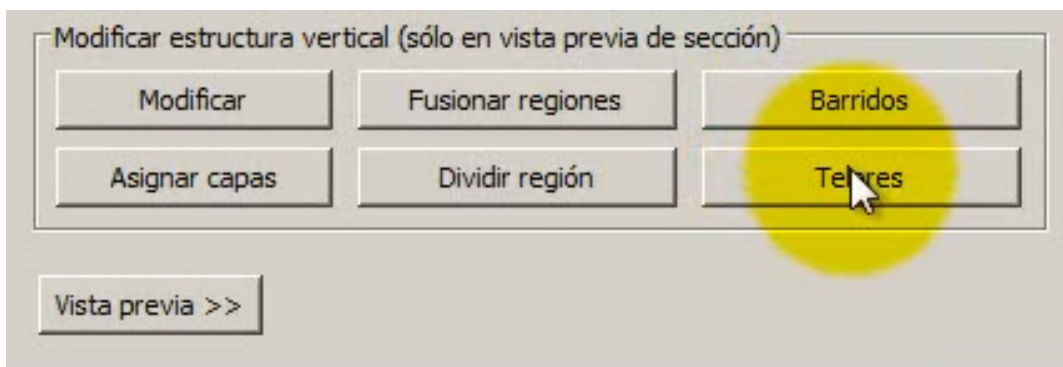 Modificar estructura vertical (sólo en vista previa de sección)
Modificar Fusionar regiones Barridos
Asignar capas Dividir región Telares
Vista previa >>